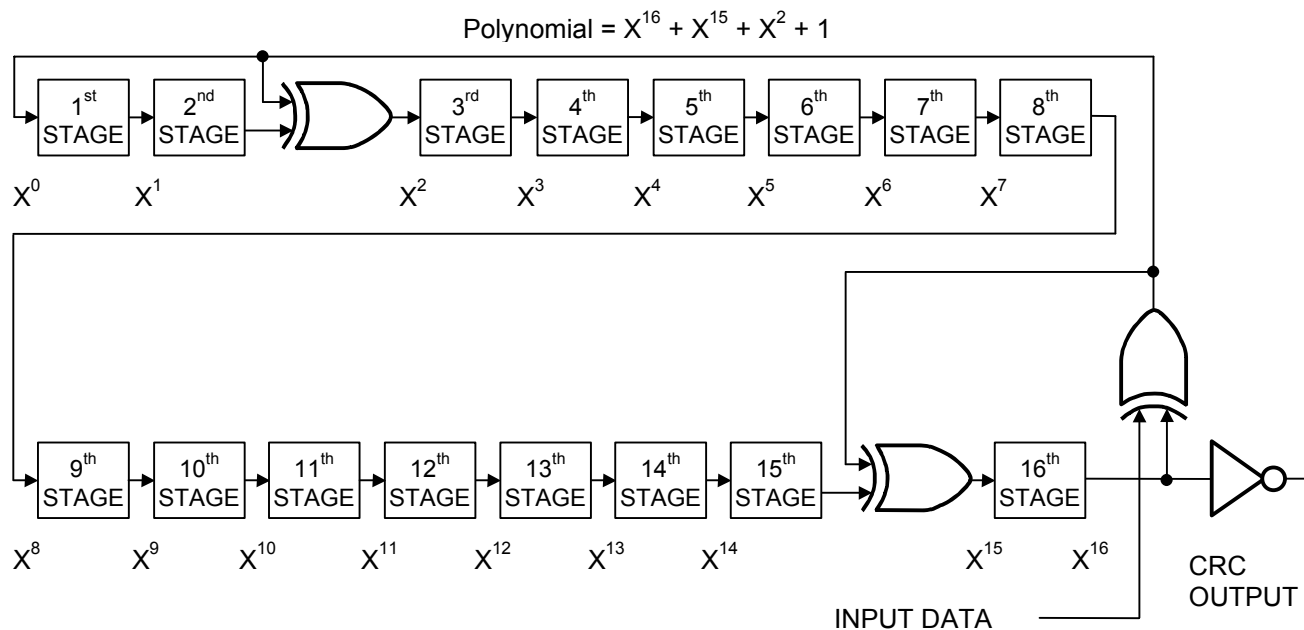 Polynomial = X¹⁶ + X¹⁵ + X² + 1
1ˢᵗ STAGE
2ⁿᵈ STAGE
3ʳᵈ STAGE
4ᵗʰ STAGE
5ᵗʰ STAGE
6ᵗʰ STAGE
7ᵗʰ STAGE
8ᵗʰ STAGE
X⁰ X¹ X² X³ X⁴ X⁵ X⁶ X⁷
9ᵗʰ STAGE
10ᵗʰ STAGE
11ᵗʰ STAGE
12ᵗʰ STAGE
13ᵗʰ STAGE
14ᵗʰ STAGE
15ᵗʰ STAGE
16ᵗʰ STAGE
X⁸ X⁹ X¹⁰ X¹¹ X¹² X¹³ X¹⁴ X¹⁵ X¹⁶
CRC
OUTPUT
INPUT DATA